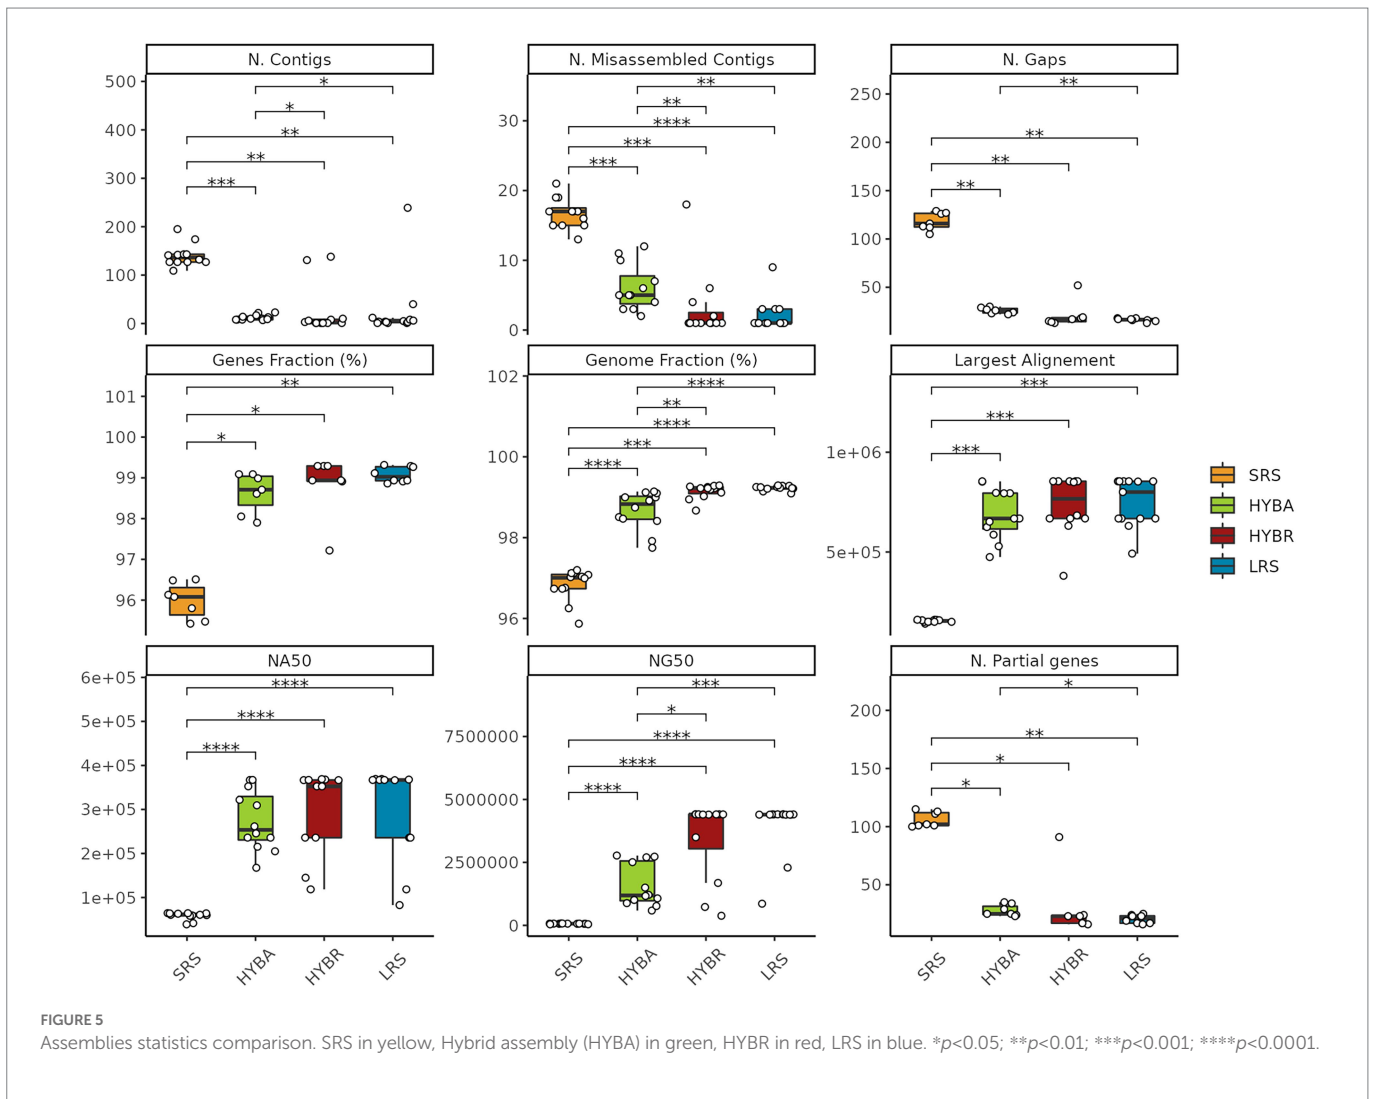 N. Contigs
500
400
300
200
100
0
*
*
**
**
***
N. Misassembled Contigs
30
20
10
0
**
**
****
***
***
N. Gaps
250
200
150
100
50
**
**
**
**
Genes Fraction (%)
101
100
99
98
97
96
**
*
*
Genome Fraction (%)
102
100
98
96
****
**
****
***
****
Largest Alignement
1e+06
5e+05
***
***
***
SRS
HYBA
HYBR
LRS
NA50
6e+05
5e+05
4e+05
3e+05
2e+05
1e+05
****
****
****
SRS
HYBA
HYBR
LRS
NG50
7500000
5000000
2500000
0
***
*
****
****
****
SRS
HYBA
HYBR
LRS
N. Partial genes
200
150
100
50
*
**
*
*
SRS
HYBA
HYBR
LRS
FIGURE 5
Assemblies statistics comparison. SRS in yellow, Hybrid assembly (HYBA) in green, HYBR in red, LRS in blue. *p<0.05; **p<0.01; ***p<0.001; ****p<0.0001.